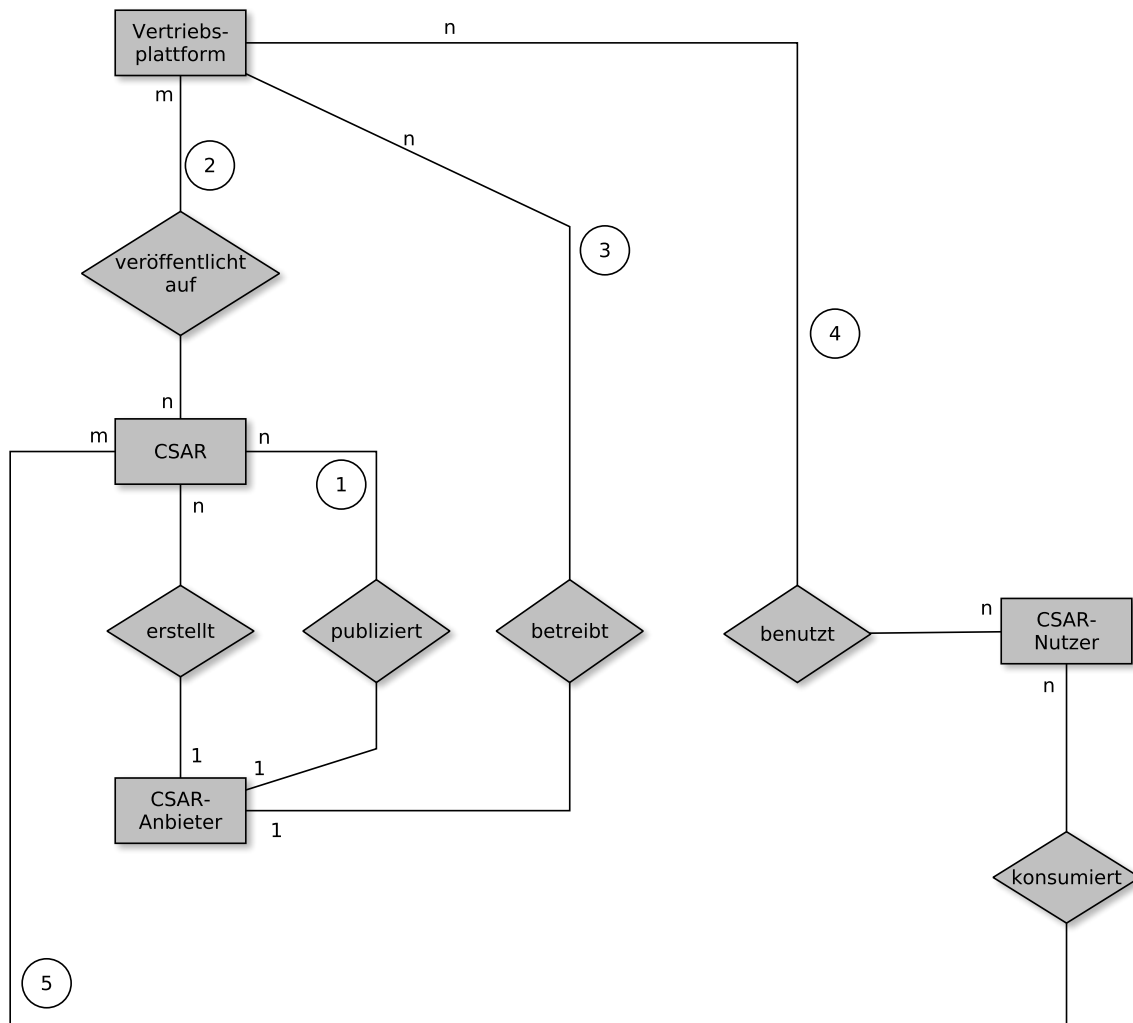 n
Vertriebs-
plattform
m
n
2
3
veröffentlicht
auf
4
n
m
CSAR
n
1
n
erstellt
publiziert
betreibt
benutzt
n
CSAR-
Nutzer
n
1
1
CSAR-
Anbieter
1
konsumiert
5